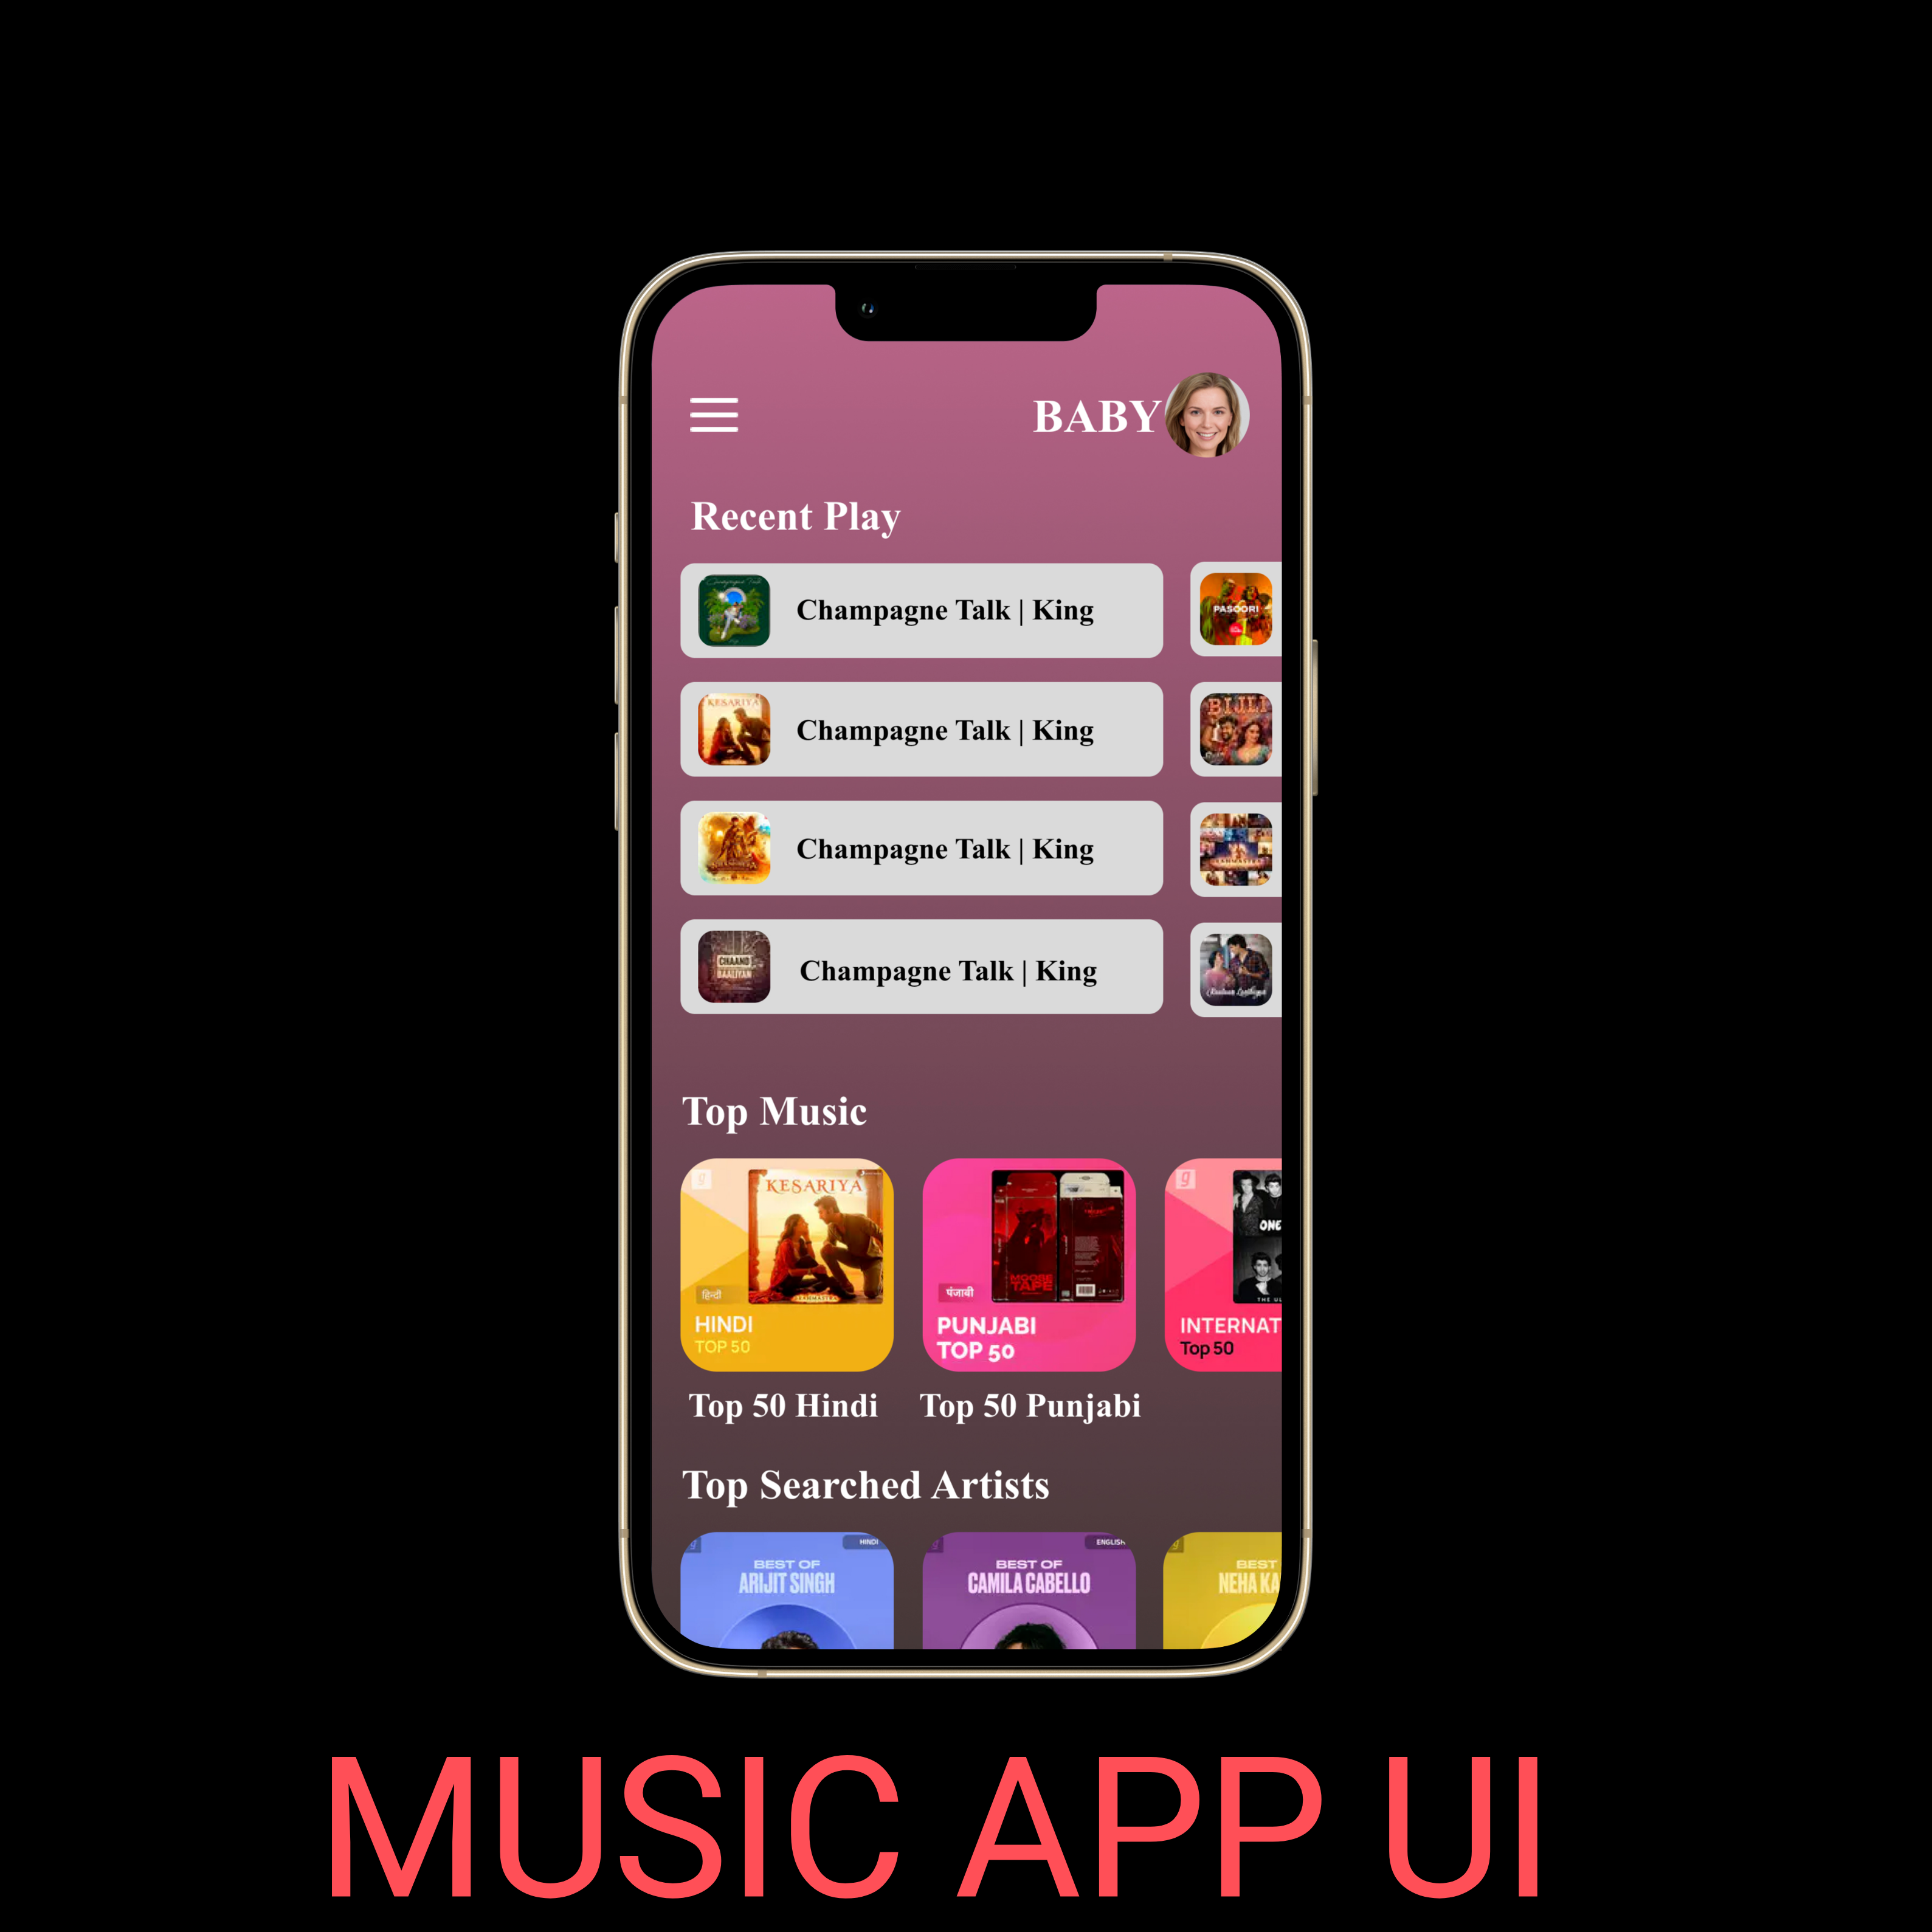 BABY
Recent Play
Champagne Talk | King
PASOORI
KESARIYA
Champagne Talk | King
BIJLI
Champagne Talk | King
CHAAND
BAALIYAN
Champagne Talk | King
Top Music
g
KESARIYA
हिन्दी
HINDI
TOP 50
MOOSE
TAPE
पंजाबी
PUNJABI
TOP 50
g
ONE
THE UL
INTERNAT
Top 50
Top 50 Hindi
Top 50 Punjabi
Top Searched Artists
HINDI
BEST OF
ARIJIT SINGH
ENGLISH
BEST OF
CAMILA CABELLO
BEST
NEHA KA
MUSIC APP UI